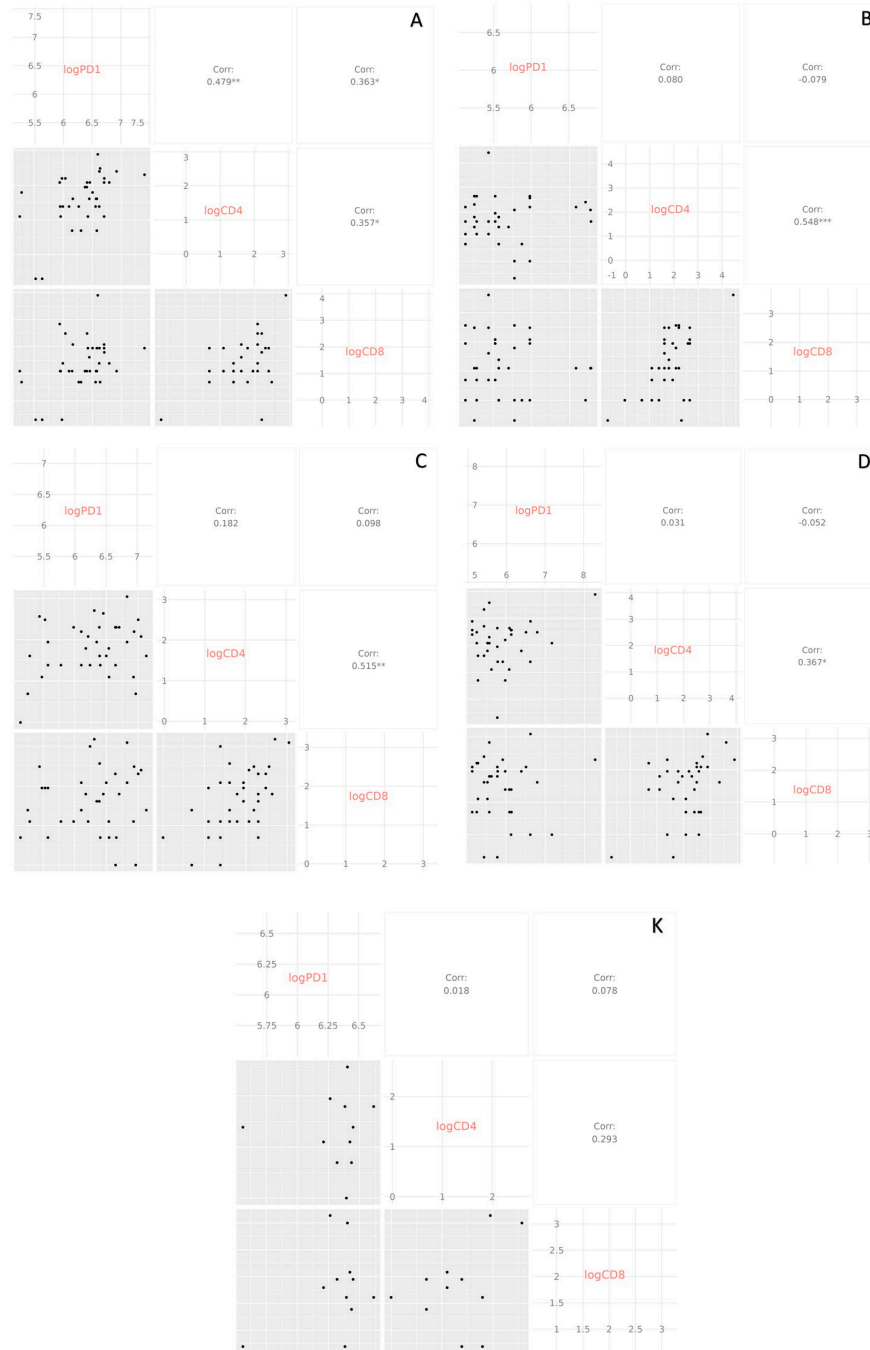 A
7.5
7
6.5
6
5.5
logPD1
5.5 6 6.5 7 7.5
Corr:
0.479**
Corr:
0.363*
3
2
1
0
logCD4
0 1 2 3
Corr:
0.357*
4
3
2
1
0
logCD8
0 1 2 3 4
B
6.5
6
5.5
logPD1
5.5 6 6.5
Corr:
0.080
Corr:
-0.079
4
3
2
1
0
logCD4
-1 0 1 2 4
Corr:
0.548***
3
2
1
0
logCD8
0 1 2 3
C
7
6.5
6
5.5
logPD1
5.5 6 6.5 7
Corr:
0.182
Corr:
0.098
3
2
1
0
logCD4
0 1 2 3
Corr:
0.515**
3
2
1
0
logCD8
0 1 2 3
D
8
7
6
logPD1
5 6 7 8
Corr:
0.031
Corr:
-0.052
4
3
2
1
0
logCD4
0 1 2 3 4
Corr:
0.367*
3
2
1
0
logCD8
0 1 2 3
K
6.5
6.25
6
5.75
logPD1
5.75 6 6.25 6.5
Corr:
0.018
Corr:
0.078
2
1
0
logCD4
0 1 2
Corr:
0.293
3
2.5
2
1.5
logCD8
1 1.5 2 2.5 3